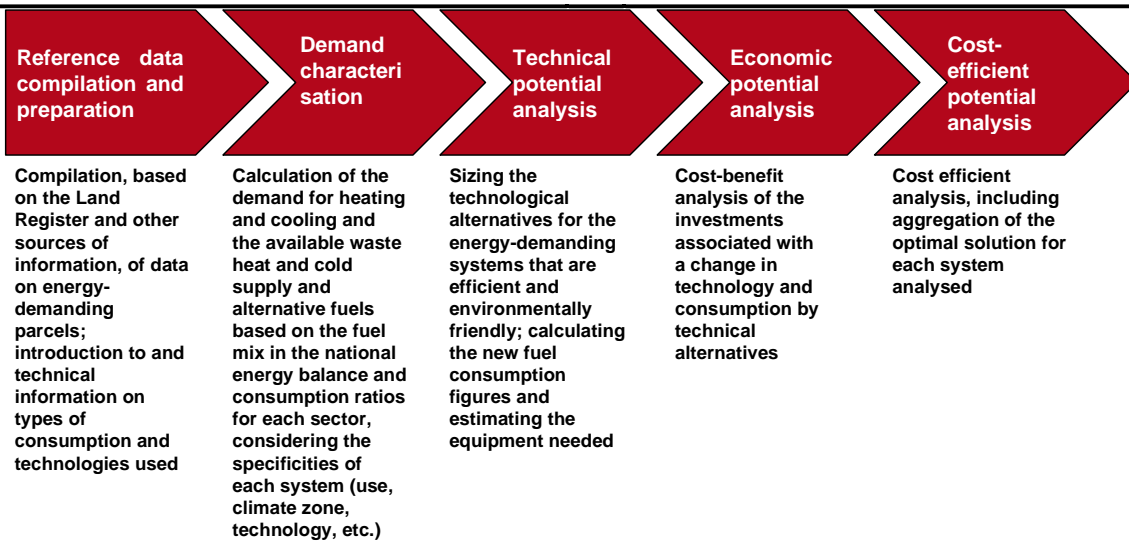 Reference data
compilation and
preparation
Demand
characteri
sation
Technical
potential
analysis
Economic
potential
analysis
Cost-
efficient
potential
analysis
Compilation, based
on the Land
Register and other
sources of
information, of data
on energy-
demanding
parcels;
introduction to and
technical
information on
types of
consumption and
technologies used
Calculation of the
demand for heating
and cooling and
the available waste
heat and cold
supply and
alternative fuels
based on the fuel
mix in the national
energy balance and
consumption ratios
for each sector,
considering the
specificities of
each system (use,
climate zone,
technology, etc.)
Sizing the
technological
alternatives for the
energy-demanding
systems that are
efficient and
environmentally
friendly; calculating
the new fuel
consumption
figures and
estimating the
equipment needed
Cost-benefit
analysis of the
investments
associated with
a change in
technology and
consumption by
technical
alternatives
Cost efficient
analysis, including
aggregation of the
optimal solution for
each system
analysed